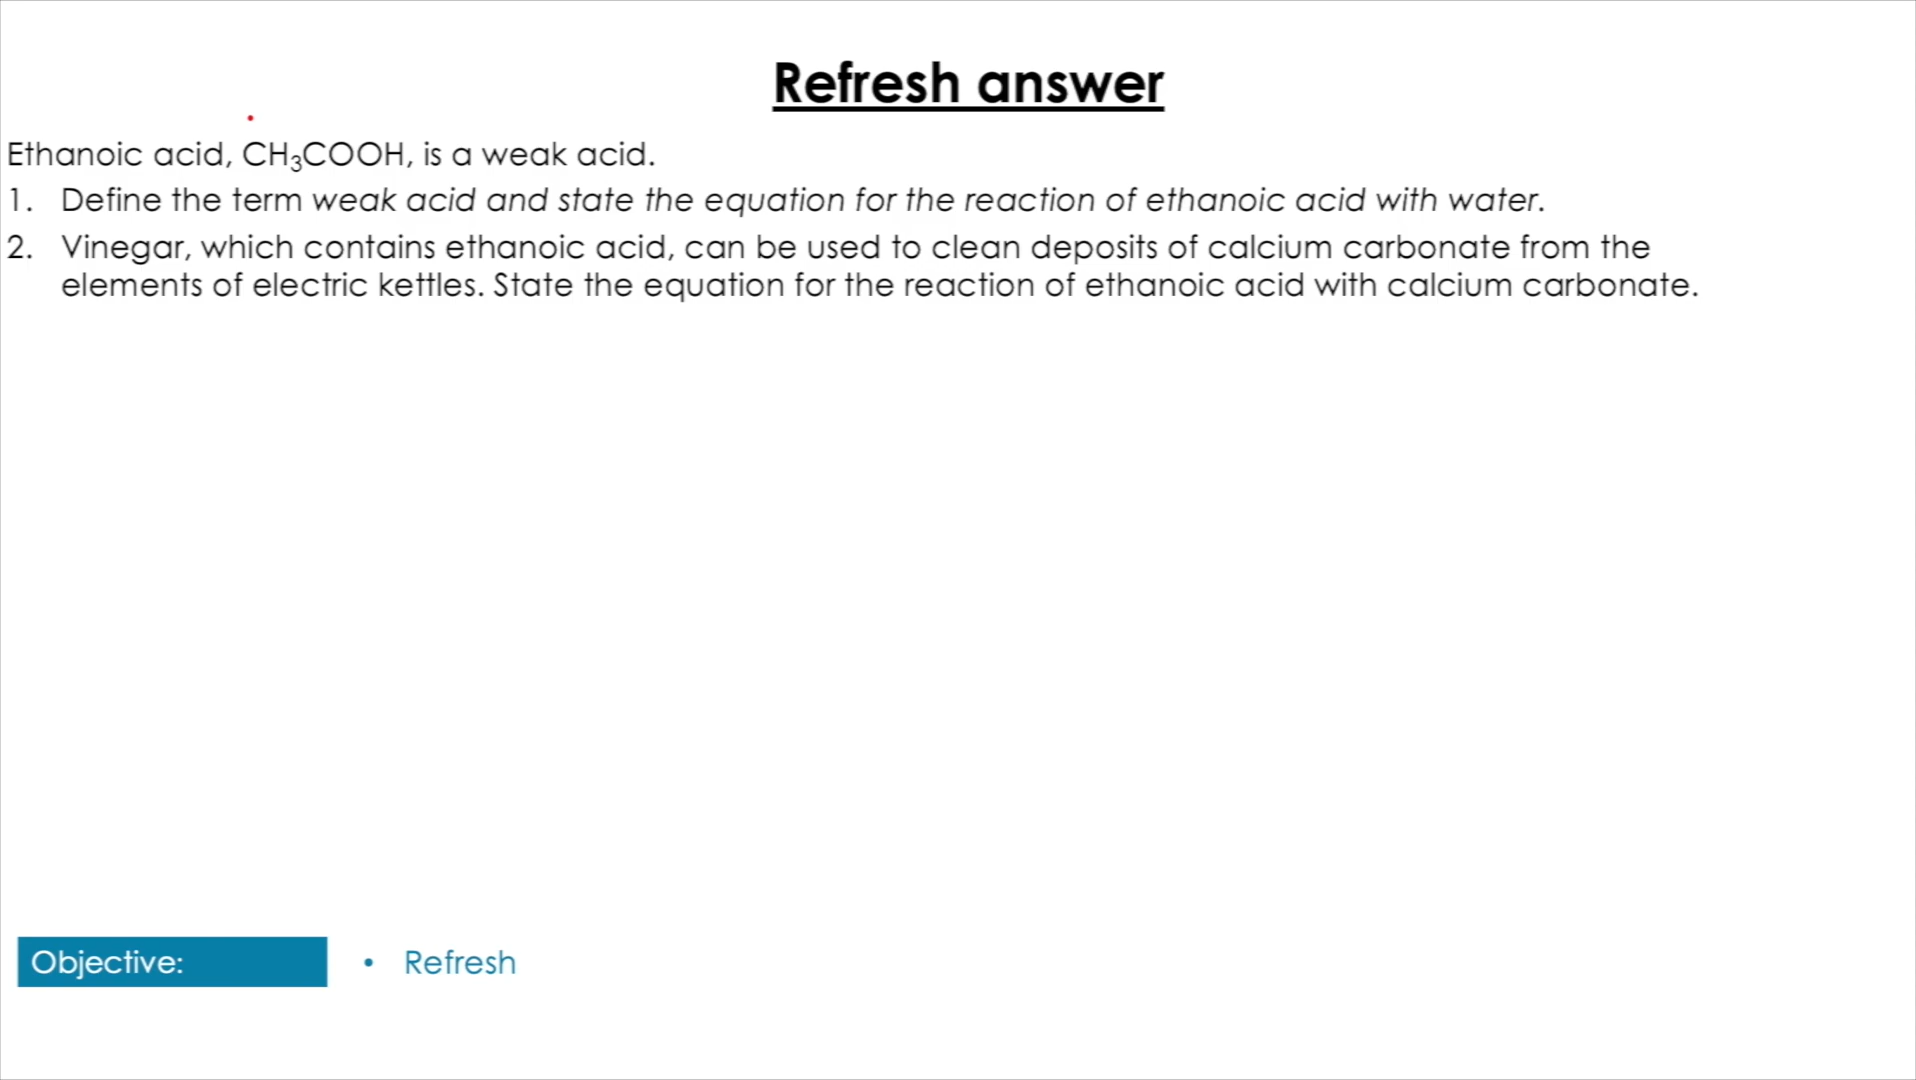 Refresh answer
Ethanoic acid, CH₃COOH, is a weak acid.
1. Define the term weak acid and state the equation for the reaction of ethanoic acid with water.
2. Vinegar, which contains ethanoic acid, can be used to clean deposits of calcium carbonate from the
elements of electric kettles. State the equation for the reaction of ethanoic acid with calcium carbonate.
Objective:
• Refresh